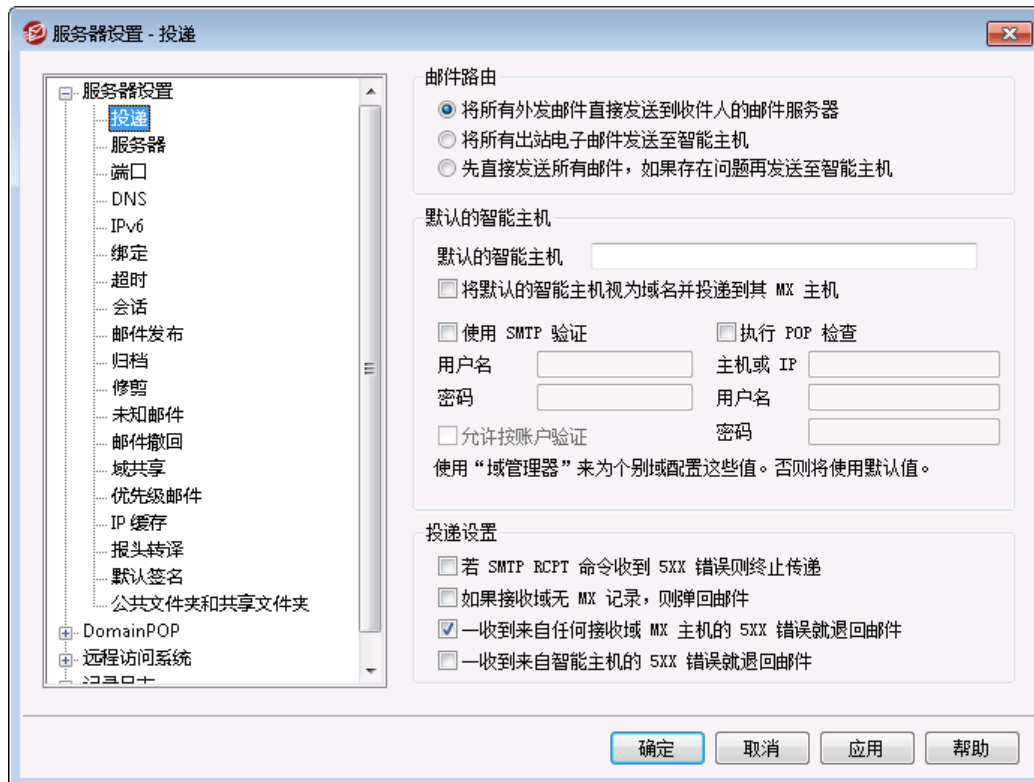 服务器设置 - 投递
服务器设置
投递
服务器
端口
DNS
IPv6
绑定
超时
会话
邮件发布
归档
修剪
未知邮件
邮件撤回
域共享
优先级邮件
IP 缓存
报头转译
默认签名
公共文件夹和共享文件夹
DomainPOP
远程访问系统
记录日志
邮件路由
将所有外发邮件直接发送到收件人的邮件服务器
将所有出站电子邮件发送至智能主机
先直接发送所有邮件，如果存在问题再发送至智能主机
默认的智能主机
默认的智能主机
将默认的智能主机视为域名并投递到其 MX 主机
使用 SMTP 验证 执行 POP 检查
用户名 主机或 IP
密码 用户名
允许按账户验证 密码
使用“域管理器”来为个别域配置这些值。否则将使用默认值。
投递设置
若 SMTP RCPT 命令收到 5XX 错误则终止传递
如果接收域无 MX 记录，则弹回邮件
一收到来自任何接收域 MX 主机的 5XX 错误就退回邮件
一收到来自智能主机的 5XX 错误就退回邮件
确定 取消 应用 帮助